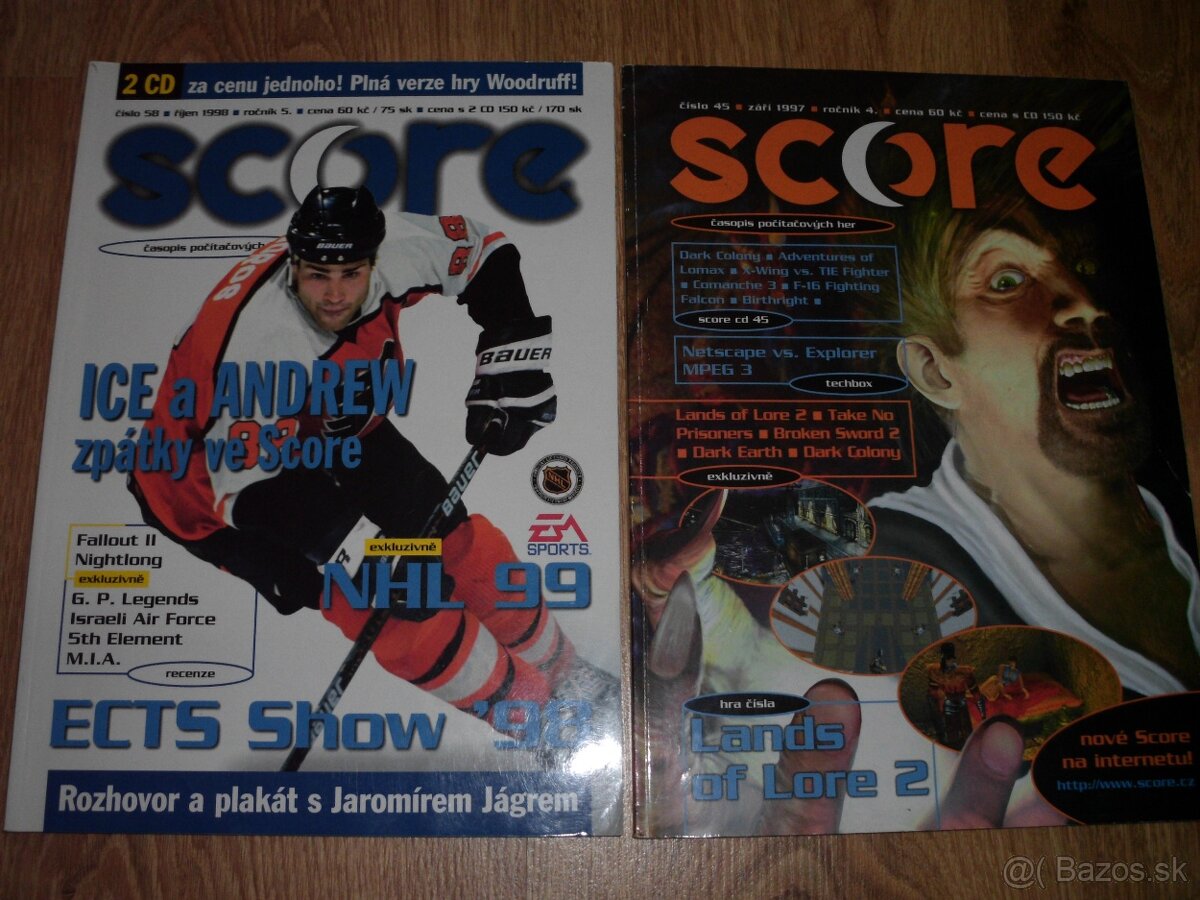 2 CD za cenu jednoho! Plná verze hry Woodruff!
číslo 58 ■ říjen 1998 ■ ročník 5. ■ cena 60 kč / 75 sk ■ cena s 2 CD 150 kč / 170 sk
score
časopis počítačových
BAUER
88
BAUER
ICE a ANDREW
zpátky ve Score
88
Bauer
NHL
EA
SPORTS
Fallout II
Nightlong
exkluzivně
G. P. Legends
Israeli Air Force
5th Element
M.I.A.
recenze
exkluzivně
NHL 99
ECTS Show '98
Rozhovor a plakát s Jaromírem Jágrem
číslo 45 ■ září 1997 ■ ročník 4. ■ cena 60 kč ■ cena s CD 150 kč
score
časopis počítačových her
Dark Colony ■ Adventures of
Lomax ■ X-Wing vs. TIE Fighter
■ Comanche 3 ■ F-16 Fighting
Falcon ■ Birthright ■
score cd 45
Netscape vs. Explorer
MPEG 3
techbox
Lands of Lore 2 ■ Take No
Prisoners ■ Broken Sword 2
■ Dark Earth ■ Dark Colony
exkluzivně
hra čísla
Lands
of Lore 2
nové Score
na internetu!
http://www.score.cz
@( Bazos.sk